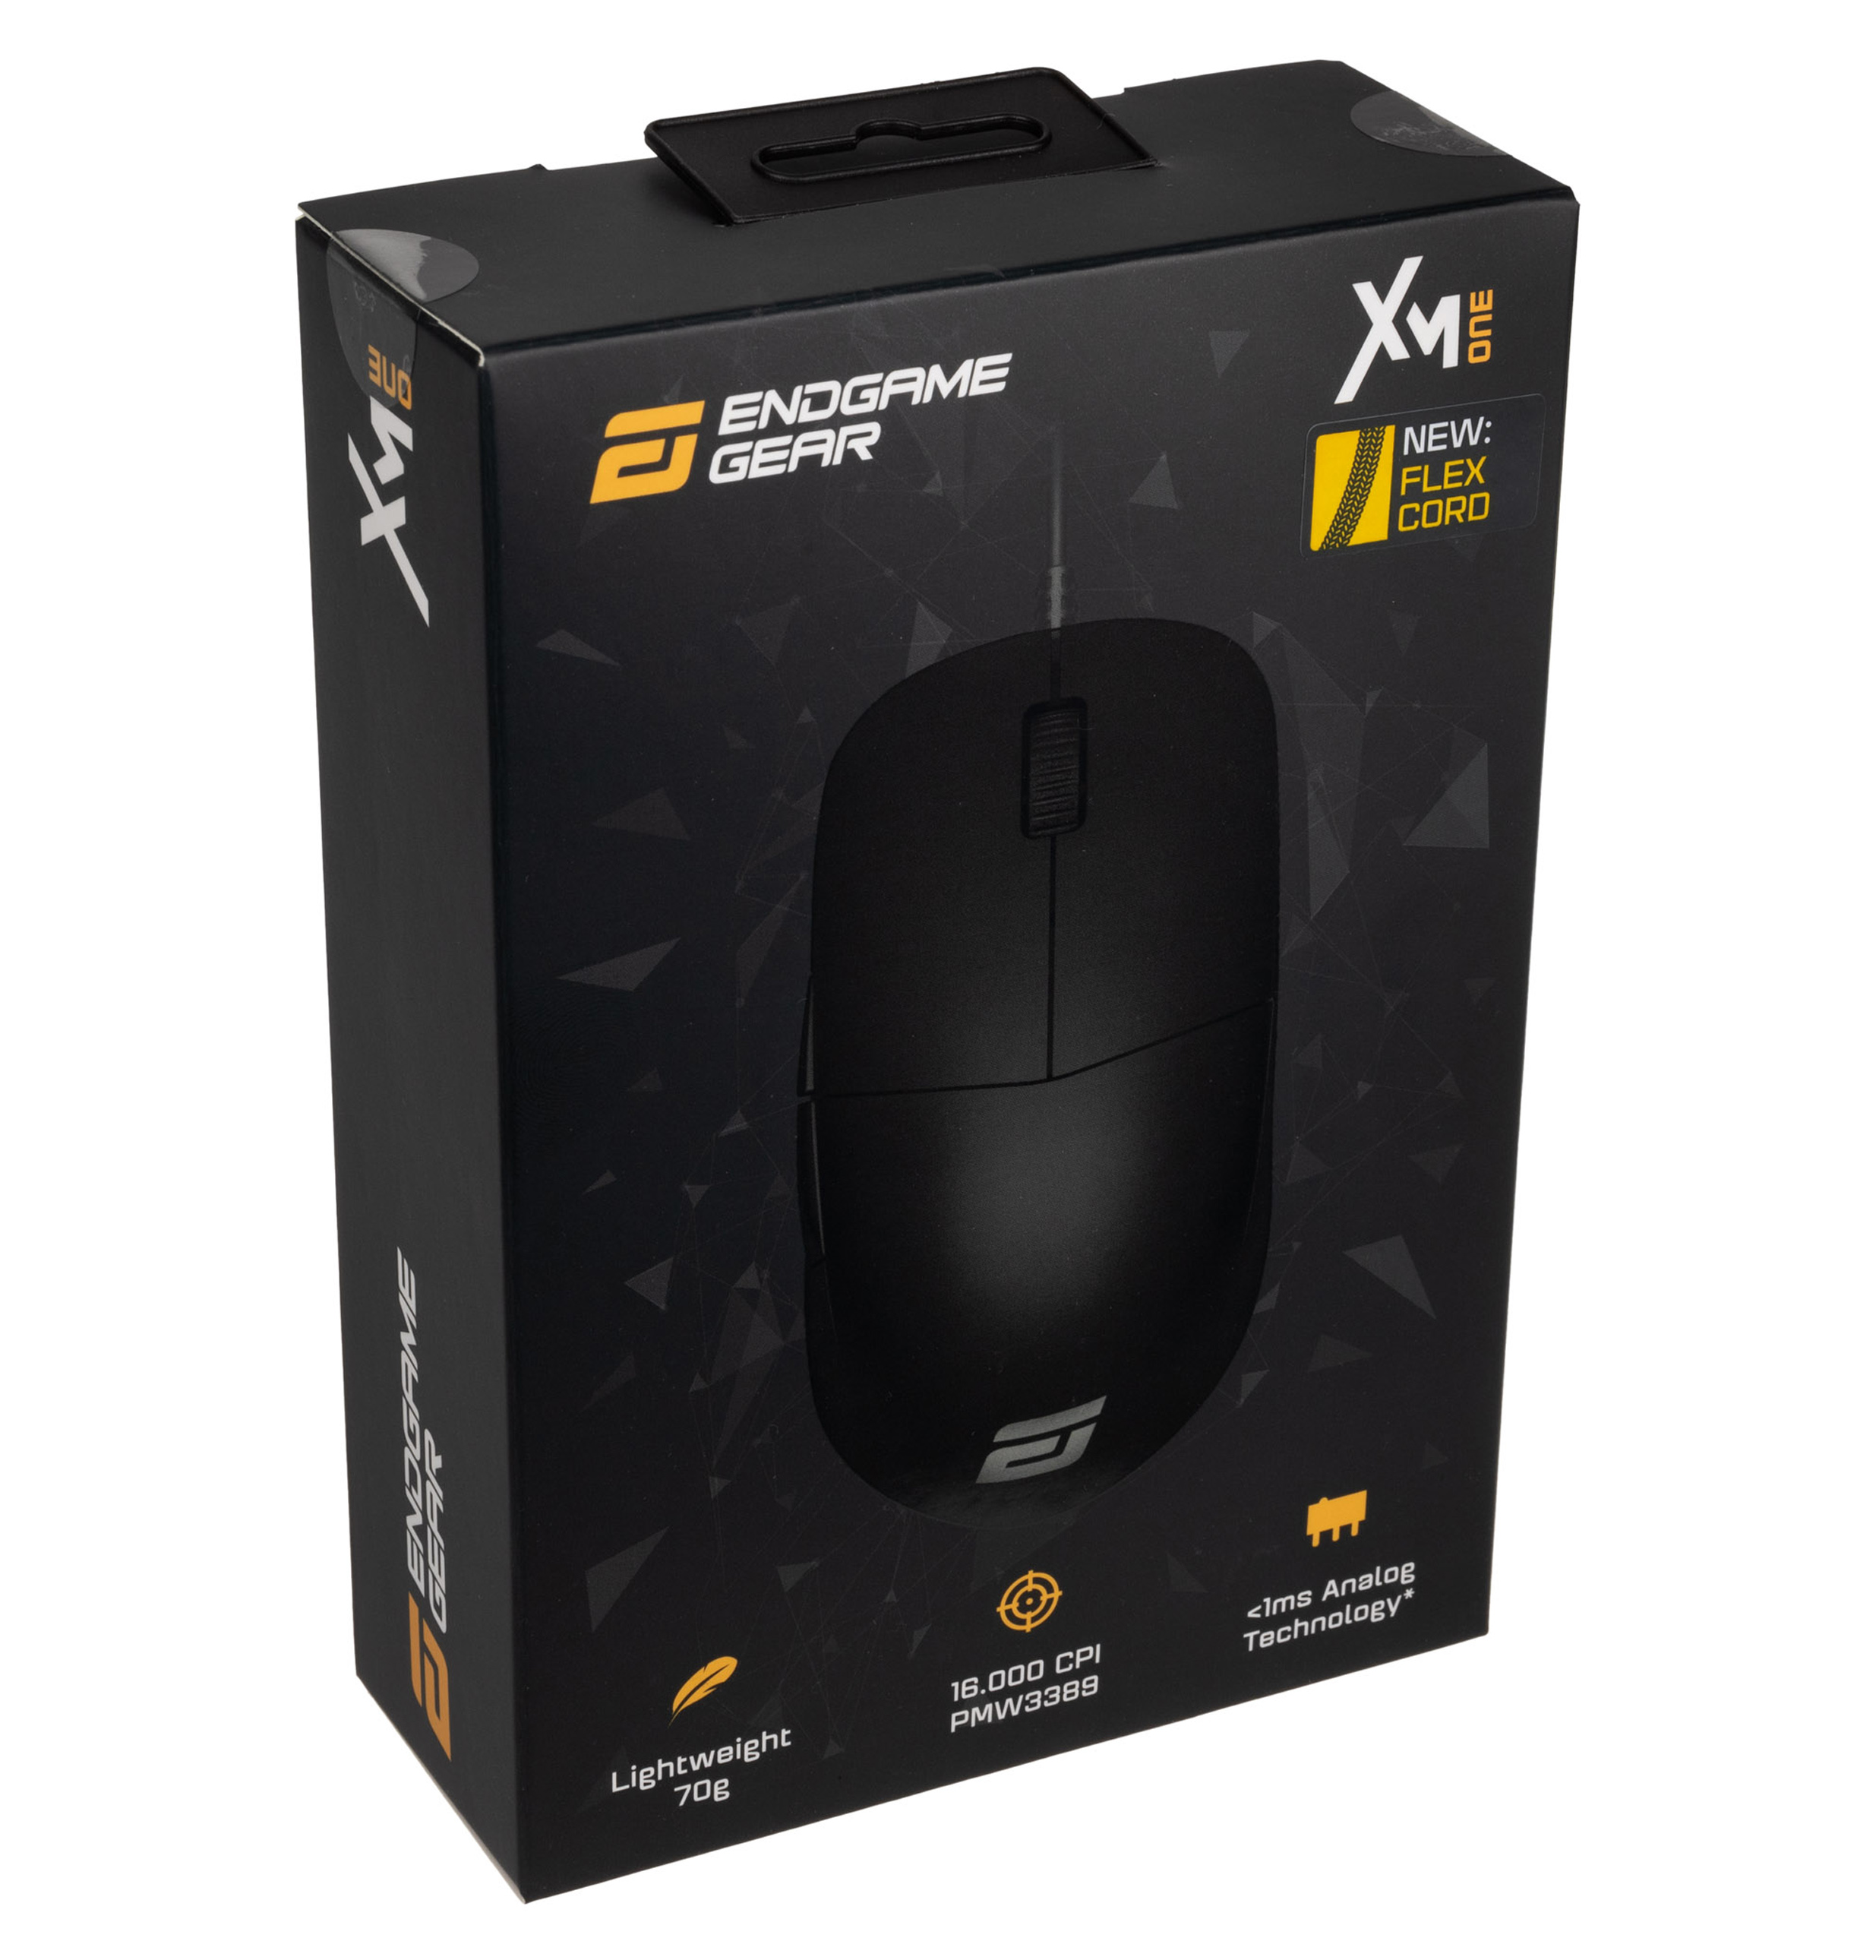 ENDGAME
GEAR
XM ONE
NEW:
FLEX
CORD
Lightweight
70g
16.000 CPI
PMW3389
<1ms Analog
Technology*
XM ONE
ENDGAME
GEAR